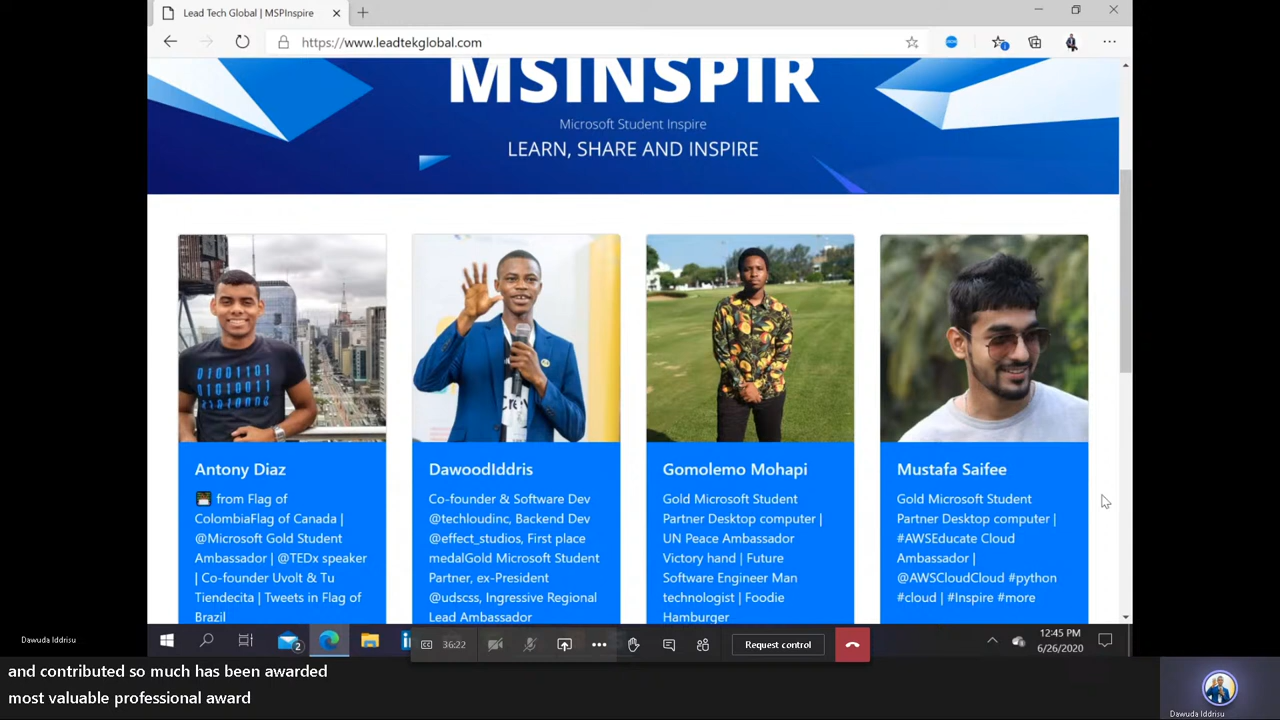 Lead Tech Global | MSPInspire
https://www.leadtekglobal.com
MSINSPIR
Microsoft Student Inspire
LEARN, SHARE AND INSPIRE
01001101
01010011
0000110
Antony Diaz
from Flag of
ColombiaFlag of Canada |
@Microsoft Gold Student
Ambassador | @TEDx speaker
| Co-founder Uvolt & Tu
Tiendecita | Tweets in Flag of
Brazil
DawoodIddris
Co-founder & Software Dev
@techloudinc, Backend Dev
@effect_studios, First place
medalGold Microsoft Student
Partner, ex-President
@udscss, Ingressive Regional
Lead Ambassador
Gomolemo Mohapi
Gold Microsoft Student
Partner Desktop computer |
UN Peace Ambassador
Victory hand | Future
Software Engineer Man
technologist | Foodie
Hamburger
Mustafa Saifee
Gold Microsoft Student
Partner Desktop computer |
#AWSEducate Cloud
Ambassador |
@AWSCloudCloud #python
#cloud | #Inspire #more
2
CC
36:22
Request control
12:45 PM
6/26/2020
Dawuda Iddrisu
and contributed so much has been awarded
most valuable professional award
Dawuda Iddrisu